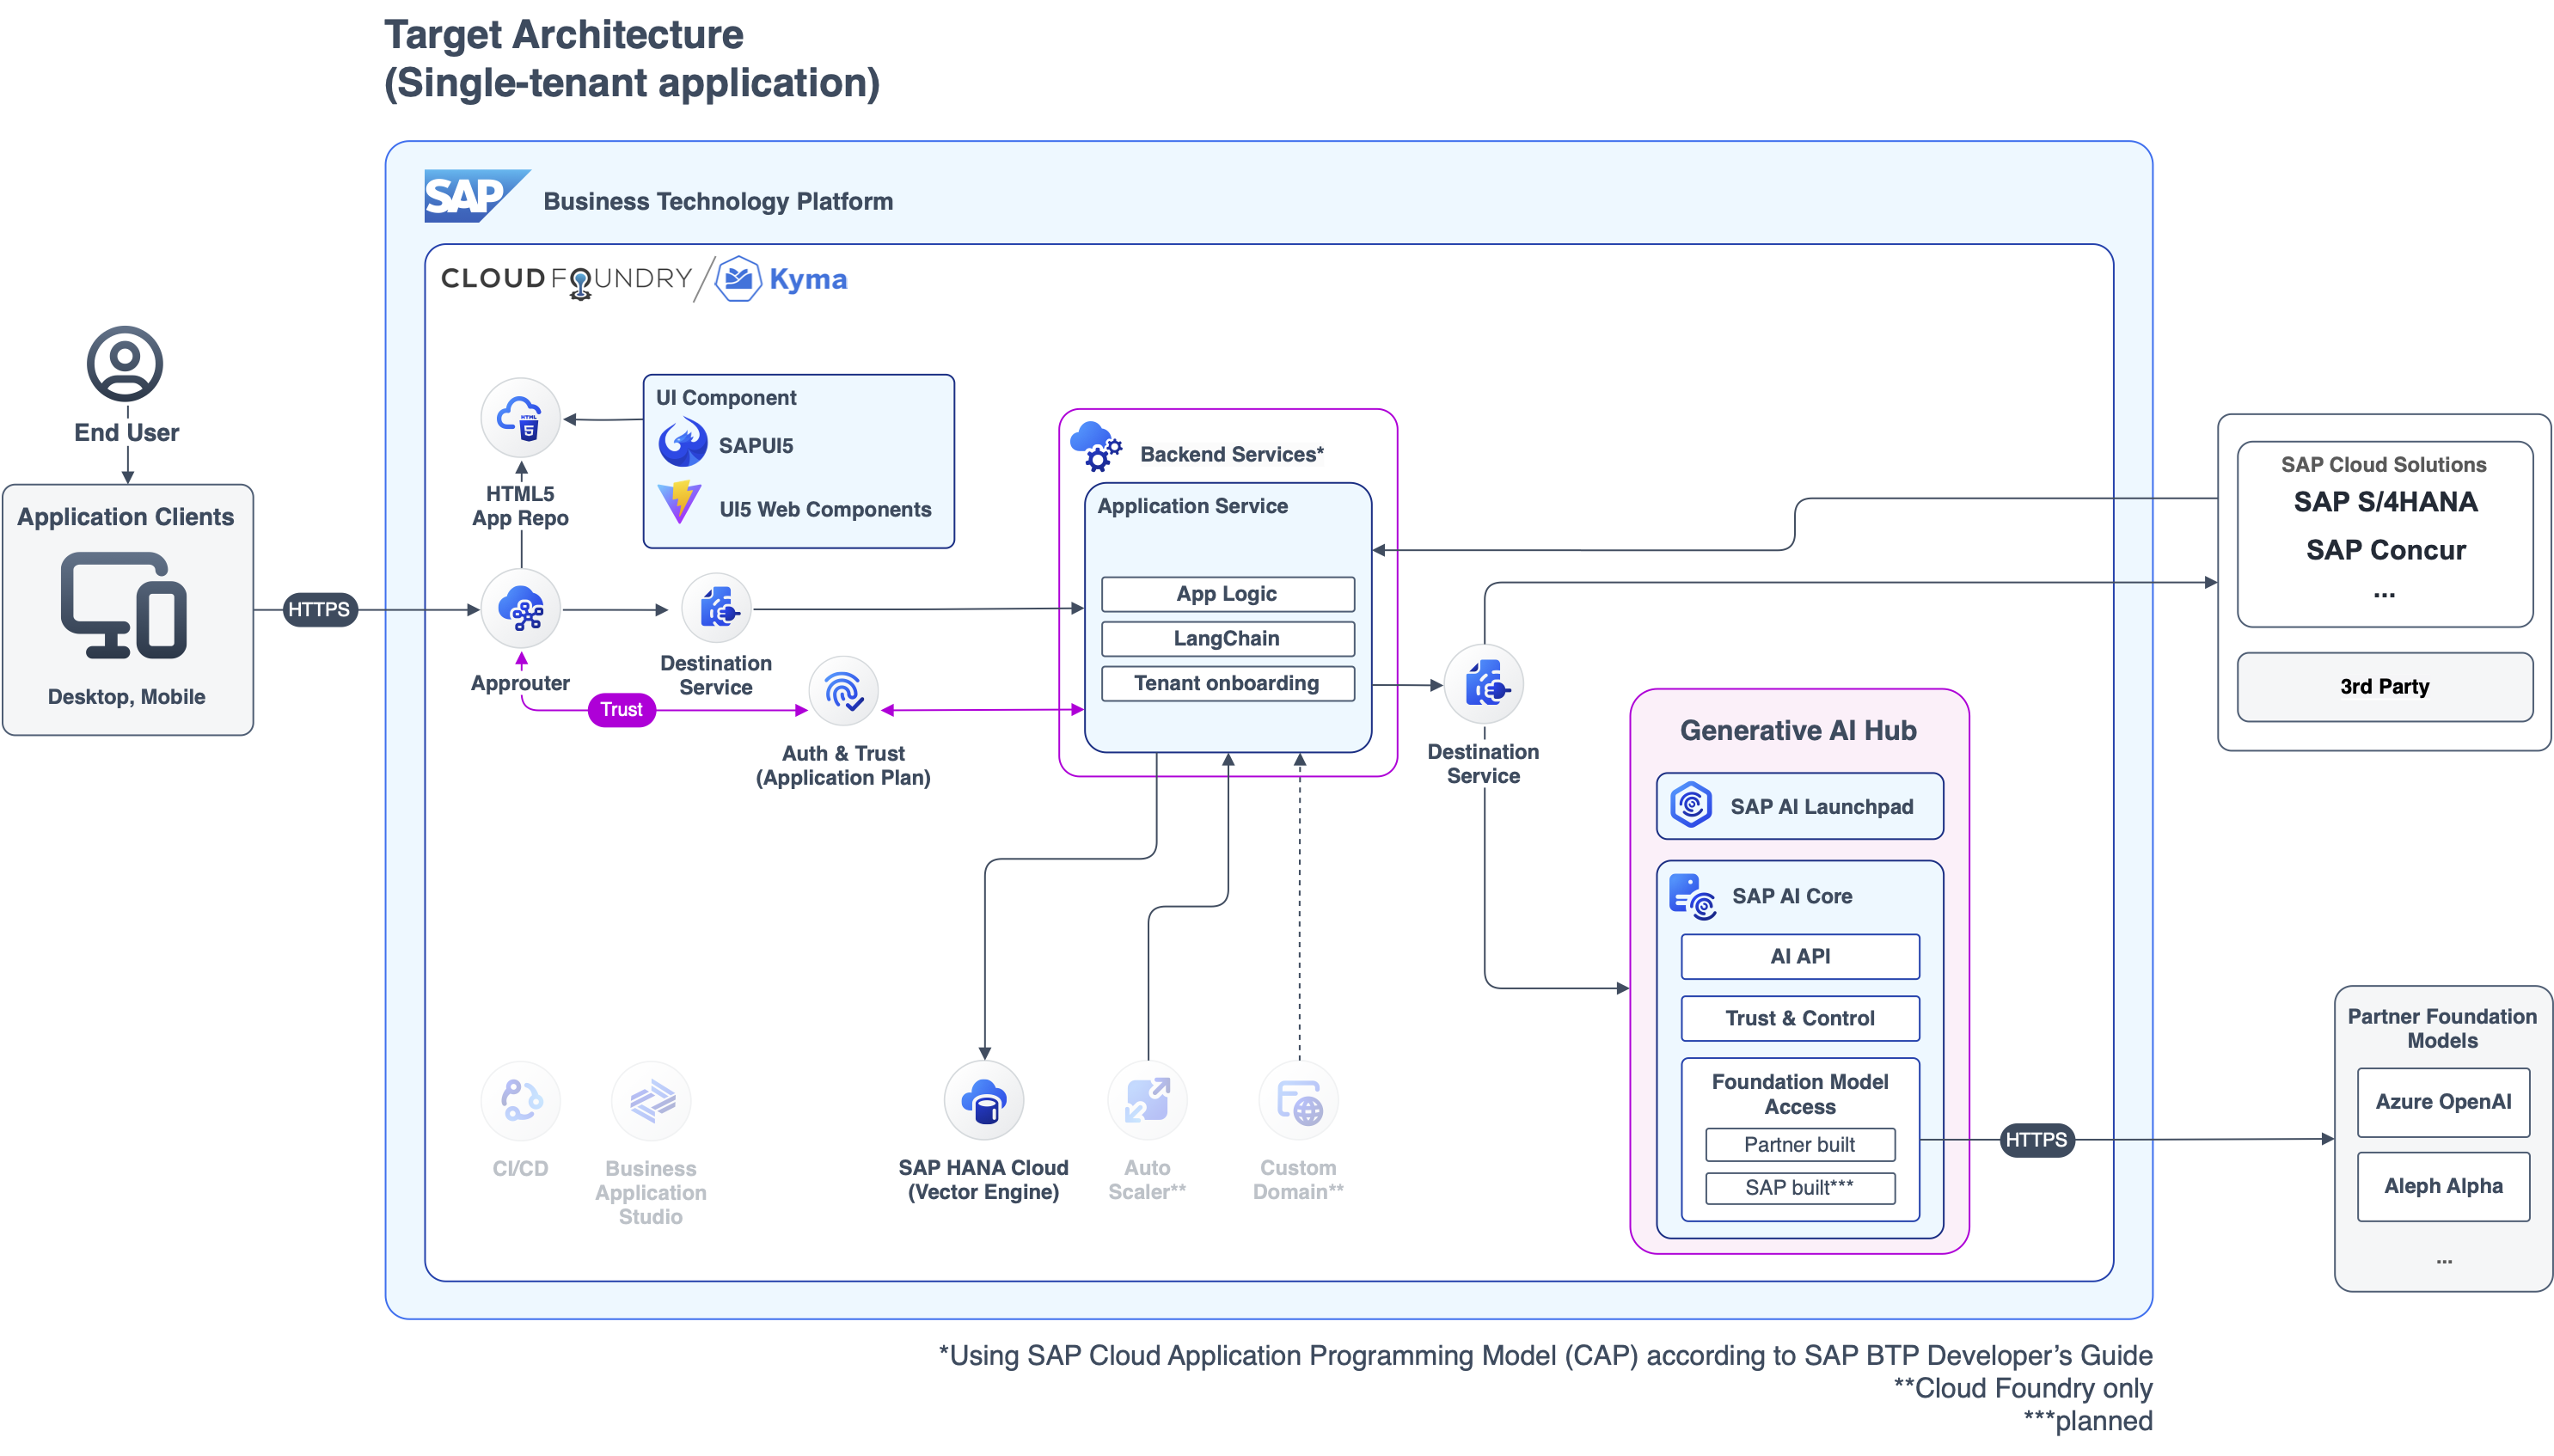 Target Architecture
(Single-tenant application)
SAP
Business Technology Platform
CLOUD FOUNDRY
Kyma
End User
Application Clients
Desktop, Mobile
HTTPS
HTML
5
HTML5
App Repo
UI Component
SAPUI5
UI5 Web Components
Approuter
Destination
Service
Trust
Auth & Trust
(Application Plan)
Backend Services*
Application Service
App Logic
LangChain
Tenant onboarding
Destination
Service
SAP Cloud Solutions
SAP S/4HANA
SAP Concur
...
3rd Party
Generative AI Hub
SAP AI Launchpad
SAP AI Core
AI API
Trust & Control
Foundation Model
Access
Partner built
SAP built***
HTTPS
Partner Foundation
Models
Azure OpenAI
Aleph Alpha
...
CI/CD
Business
Application
Studio
SAP HANA Cloud
(Vector Engine)
Auto
Scaler**
Custom
Domain**
*Using SAP Cloud Application Programming Model (CAP) according to SAP BTP Developer’s Guide
**Cloud Foundry only
***planned